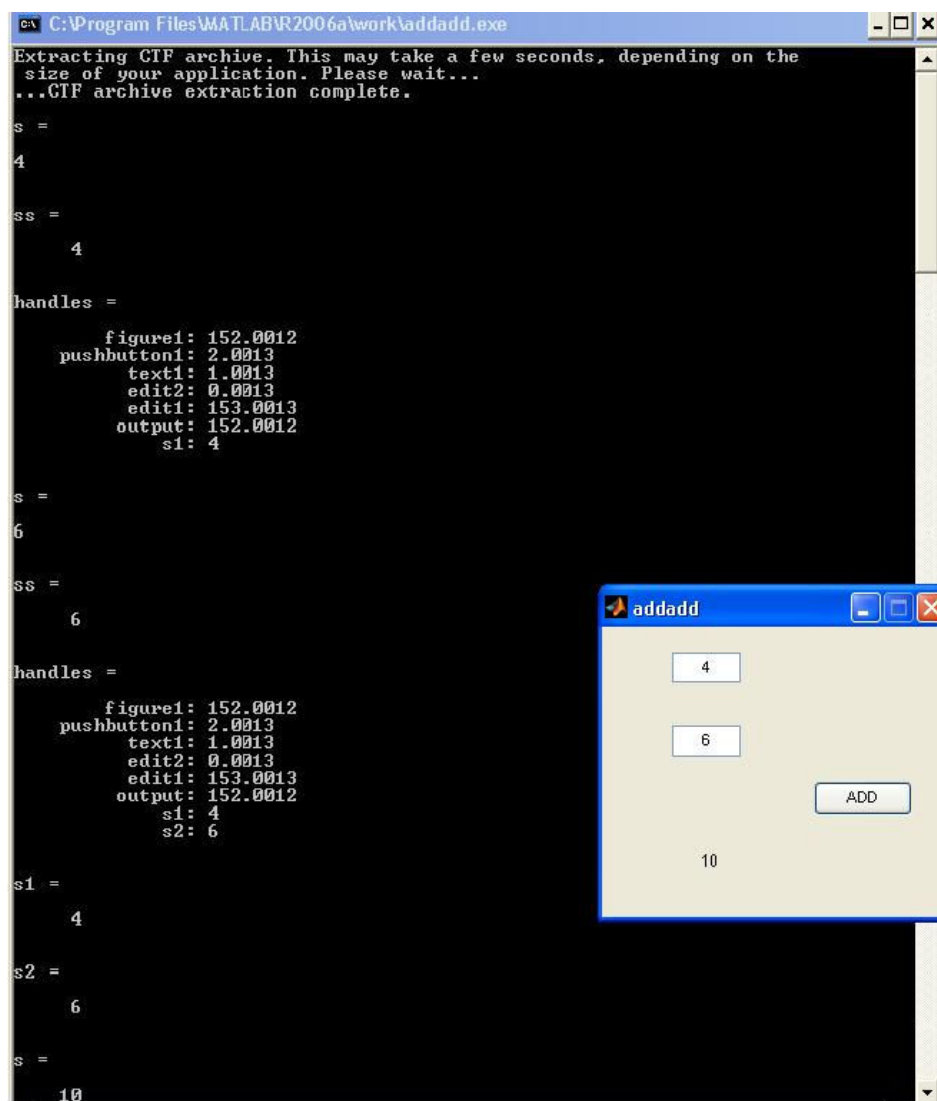 C:\Program Files\MATLAB\R2006a\work\addadd.exe
Extracting CTF archive. This may take a few seconds, depending on the
size of your application. Please wait...
...CTF archive extraction complete.
s =
4
ss =
4
handles =
figure1: 152.0012
pushbutton1: 2.0013
text1: 1.0013
edit2: 0.0013
edit1: 153.0013
output: 152.0012
s1: 4
s =
6
ss =
6
handles =
figure1: 152.0012
pushbutton1: 2.0013
text1: 1.0013
edit2: 0.0013
edit1: 153.0013
output: 152.0012
s1: 4
s2: 6
s1 =
4
s2 =
6
s =
10
addadd
4
6
ADD
10